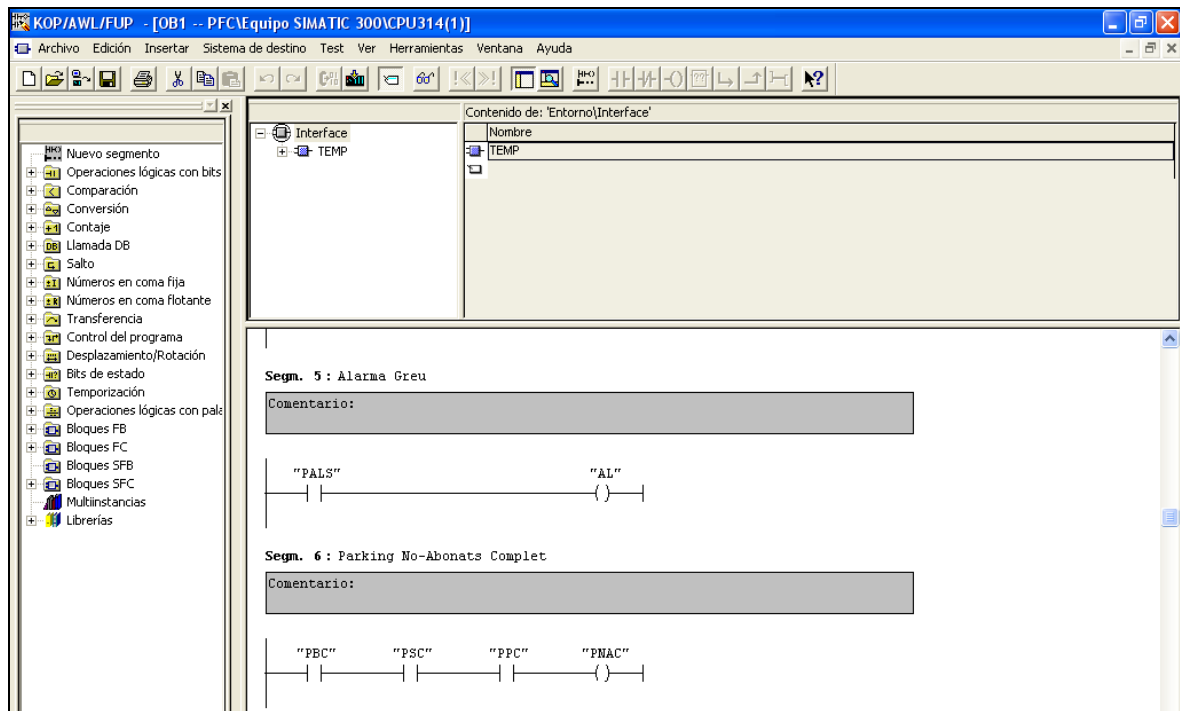 KOP/AWL/FUP - [OB1 -- PFC\Equipo SIMATIC 300\CPU314(1)]
Archivo Edición Insertar Sistema de destino Test Ver Herramientas Ventana Ayuda
Contenido de: 'Entorno\Interface'
Interface
TEMP
Nombre
TEMP
Nuevo segmento
Operaciones lógicas con bits
Comparación
Conversión
Contaje
Llamada DB
Salto
Números en coma fija
Números en coma flotante
Transferencia
Control del programa
Desplazamiento/Rotación
Bits de estado
Temporización
Operaciones lógicas con pala
Bloques FB
Bloques FC
Bloques SFB
Bloques SFC
Multiinstancias
Librerías
Segm. 5 : Alarma Greu
Comentario:
"PALS" "AL"
Segm. 6 : Parking No-Abonats Complet
Comentario:
"PBC" "PSC" "PPC" "PNAC"